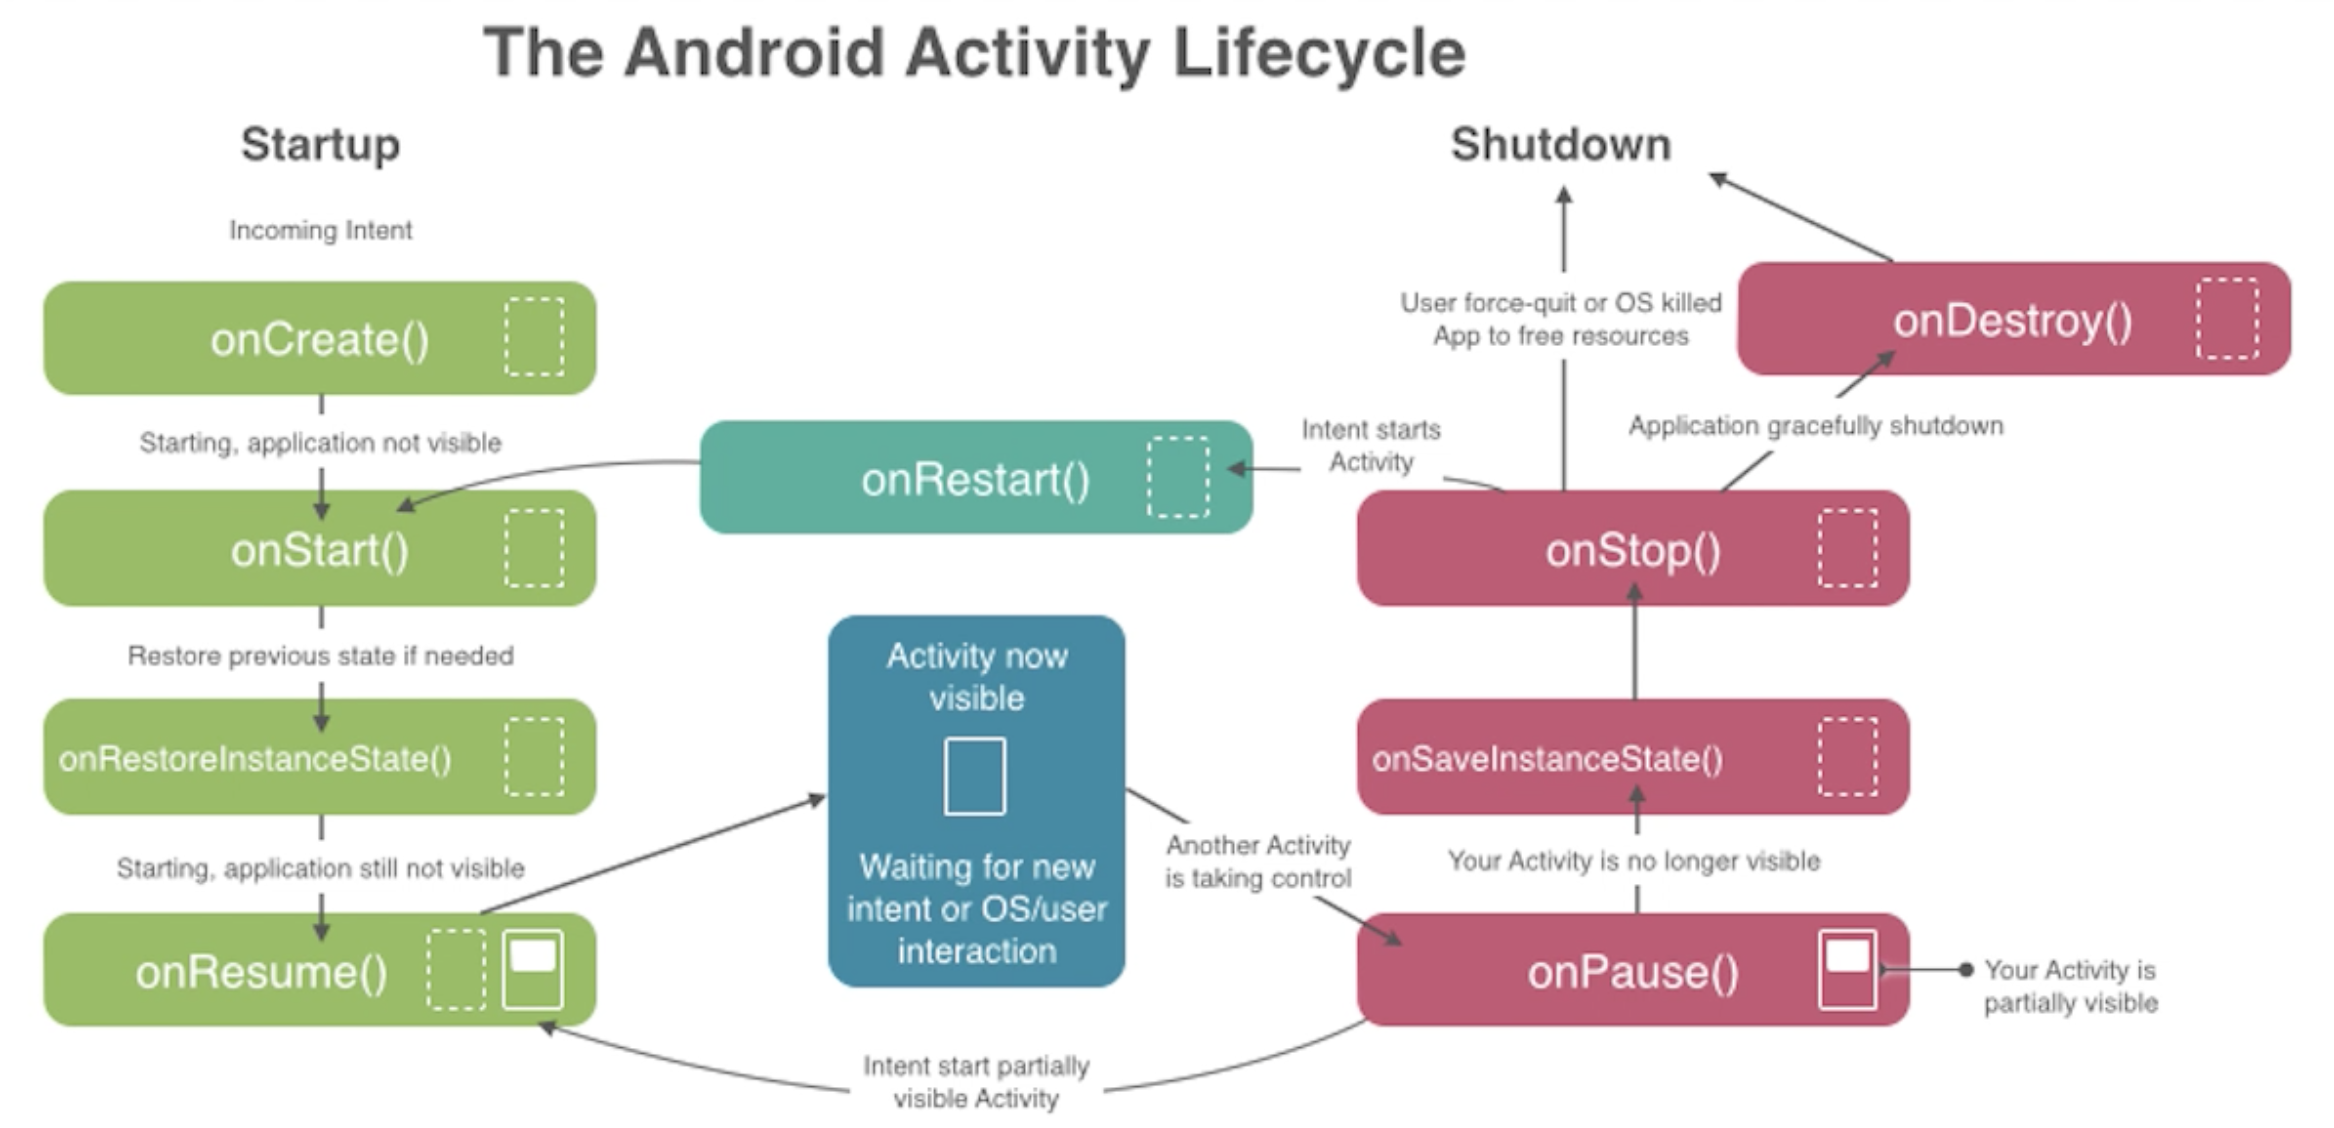 The Android Activity Lifecycle
Startup
Incoming Intent
onCreate()
Starting, application not visible
onStart()
Restore previous state if needed
onRestoreInstanceState()
Starting, application still not visible
onResume()
onRestart()
Activity now
visible
Waiting for new
intent or OS/user
interaction
Another Activity
is taking control
Intent start partially
visible Activity
Shutdown
User force-quit or OS killed
App to free resources
onDestroy()
Application gracefully shutdown
Intent starts
Activity
onStop()
onSaveInstanceState()
Your Activity is no longer visible
onPause()
Your Activity is
partially visible